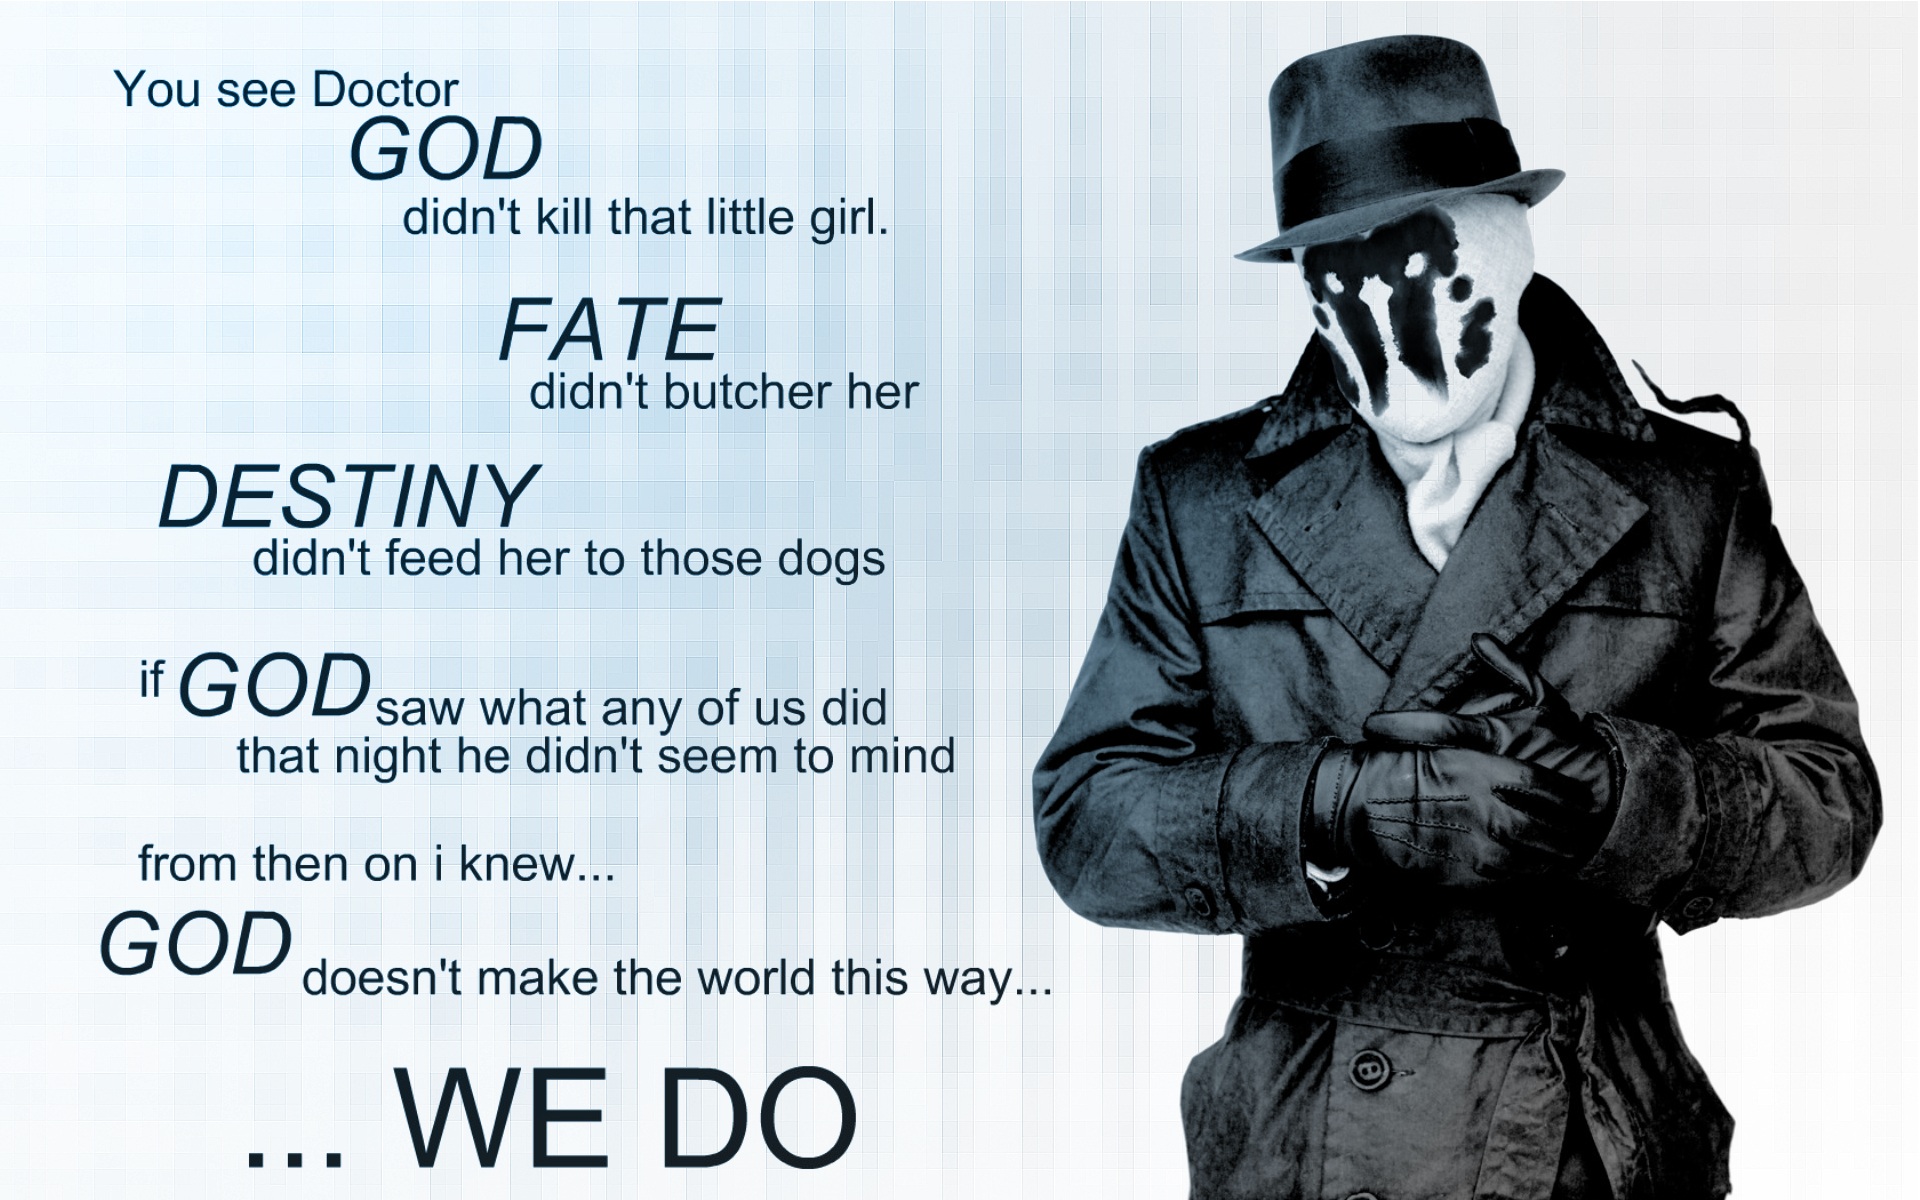 You see Doctor
GOD
didn't kill that little girl.
FATE
didn't butcher her
DESTINY
didn't feed her to those dogs
if GOD saw what any of us did
that night he didn't seem to mind
from then on i knew...
GOD doesn't make the world this way...
... WE DO